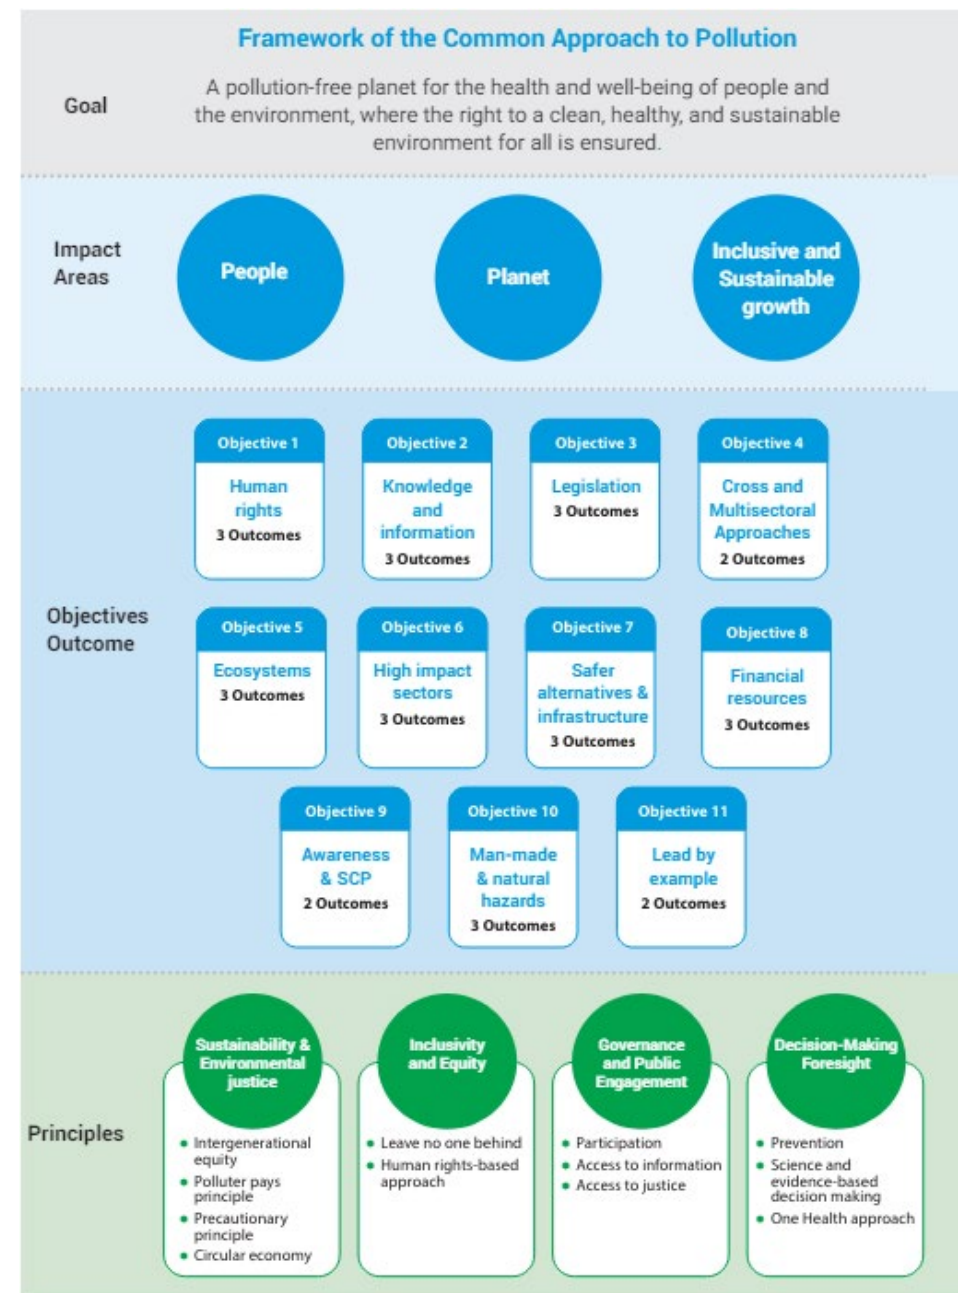 Framework of the Common Approach to Pollution
Goal
A pollution-free planet for the health and well-being of people and
the environment, where the right to a clean, healthy, and sustainable
environment for all is ensured.
Impact
Areas
People
Planet
Inclusive and
Sustainable
growth
Objectives
Outcome
Objective 1
Human
rights
3 Outcomes
Objective 2
Knowledge
and
information
3 Outcomes
Objective 3
Legislation
3 Outcomes
Objective 4
Cross and
Multisectoral
Approaches
2 Outcomes
Objective 5
Ecosystems
3 Outcomes
Objective 6
High impact
sectors
3 Outcomes
Objective 7
Safer
alternatives &
infrastructure
3 Outcomes
Objective 8
Financial
resources
3 Outcomes
Objective 9
Awareness
& SCP
2 Outcomes
Objective 10
Man-made
& natural
hazards
3 Outcomes
Objective 11
Lead by
example
2 Outcomes
Principles
Sustainability &
Environmental
justice
• Intergenerational
equity
• Polluter pays
principle
• Precautionary
principle
• Circular economy
Inclusivity
and Equity
• Leave no one behind
• Human rights-based
approach
Governance
and Public
Engagement
• Participation
• Access to information
• Access to justice
Decision-Making
Foresight
• Prevention
• Science and
evidence-based
decision making
• One Health approach